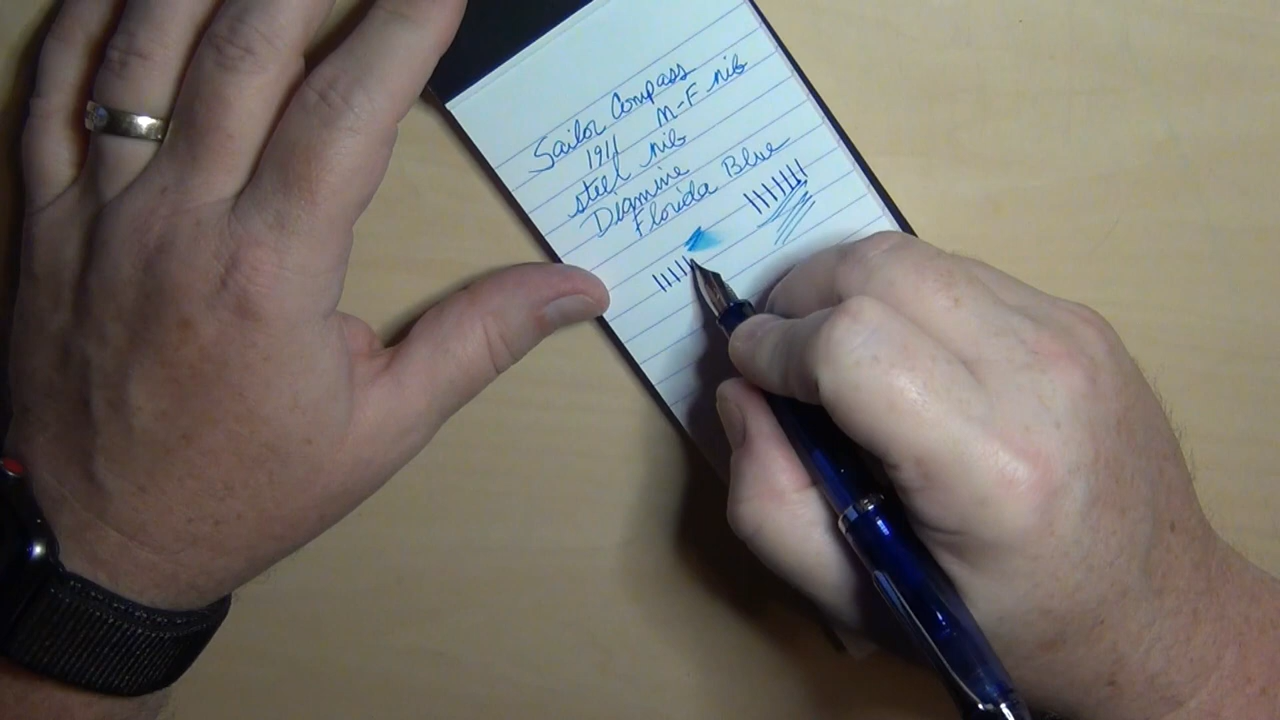 Sailor Compass
1911 M-F nib
steel nib
Diamine
Florida Blue